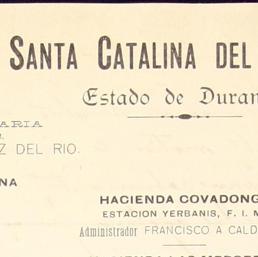 SANTA CATALINA DEL
Estado de Duran
ARIA
Z DEL RIO.
NA
HACIENDA COVADONG
ESTACION YERBANIS, F. I. M
Administrador FRANCISCO A CALD